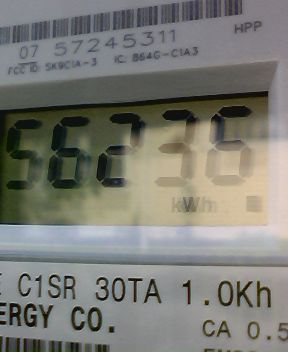 07 57245311 HPP
FCC ID: SK9C1A-3 IC: 864G-C1A3
56236
kWh
E C1SR 30TA 1.0Kh
ERGY CO.
CA 0.5